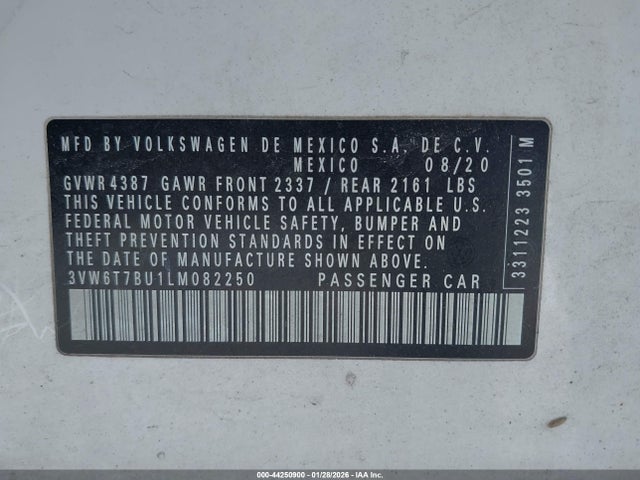 MFD BY VOLKSWAGEN DE MEXICO S.A. DE C.V.
MEXICO 08/20
GVWR 4387 GAWR FRONT 2337 / REAR 2161 LBS
THIS VEHICLE CONFORMS TO ALL APPLICABLE U.S.
FEDERAL MOTOR VEHICLE SAFETY, BUMPER AND
THEFT PREVENTION STANDARDS IN EFFECT ON
THE DATE OF MANUFACTURE SHOWN ABOVE.
3VW6T7BU1LM082250 PASSENGER CAR
3311223 3501 M
000-44250900 - 01/28/2026 - IAA Inc.